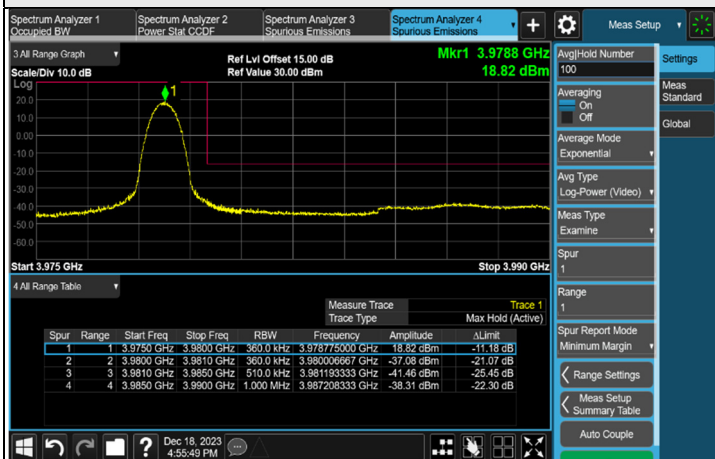 Spectrum Analyzer 1
Occupied BW
Spectrum Analyzer 2
Power Stat CCDF
Spectrum Analyzer 3
Spurious Emissions
Spectrum Analyzer 4
Spurious Emissions
+
Meas Setup
3 All Range Graph
Scale/Div 10.0 dB
Ref Lvl Offset 15.00 dB
Ref Value 30.00 dBm
Mkr1 3.9788 GHz
18.82 dBm
Log
20.0
10.0
0.00
-10.0
-20.0
-30.0
-40.0
-50.0
-60.0
1
Start 3.975 GHz
Stop 3.990 GHz
4 All Range Table
Measure Trace Trace 1
Trace Type Max Hold (Active)
Spur Range Start Freq Stop Freq RBW Frequency Amplitude ΔLimit
1 1 3.9750 GHz 3.9800 GHz 360.0 kHz 3.978775000 GHz 18.82 dBm -11.18 dB
2 2 3.9800 GHz 3.9810 GHz 360.0 kHz 3.980006667 GHz -37.08 dBm -21.07 dB
3 3 3.9810 GHz 3.9850 GHz 510.0 kHz 3.981193333 GHz -41.46 dBm -25.45 dB
4 4 3.9850 GHz 3.9900 GHz 1.000 MHz 3.987208333 GHz -38.31 dBm -22.30 dB
Avg|Hold Number
100
Averaging
On
Off
Average Mode
Exponential
Avg Type
Log-Power (Video)
Meas Type
Examine
Spur
1
Range
1
Spur Report Mode
Minimum Margin
Range Settings
Meas Setup
Summary Table
Auto Couple
Settings
Meas
Standard
Global
?
Dec 18, 2023
4:55:49 PM